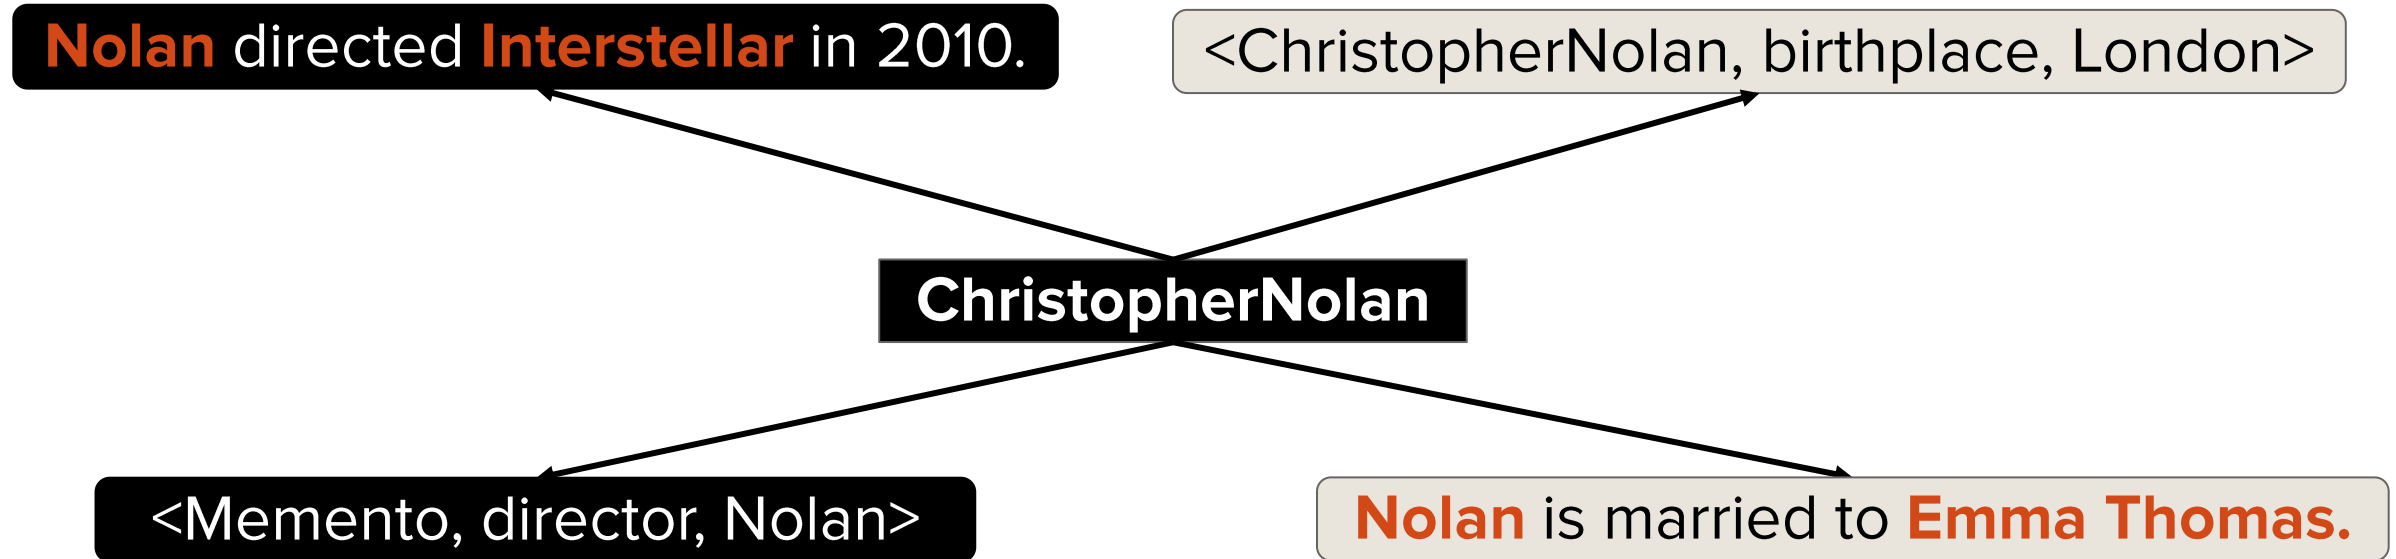 Nolan directed Interstellar in 2010.
<ChristopherNolan, birthplace, London>
ChristopherNolan
<Memento, director, Nolan>
Nolan is married to Emma Thomas.